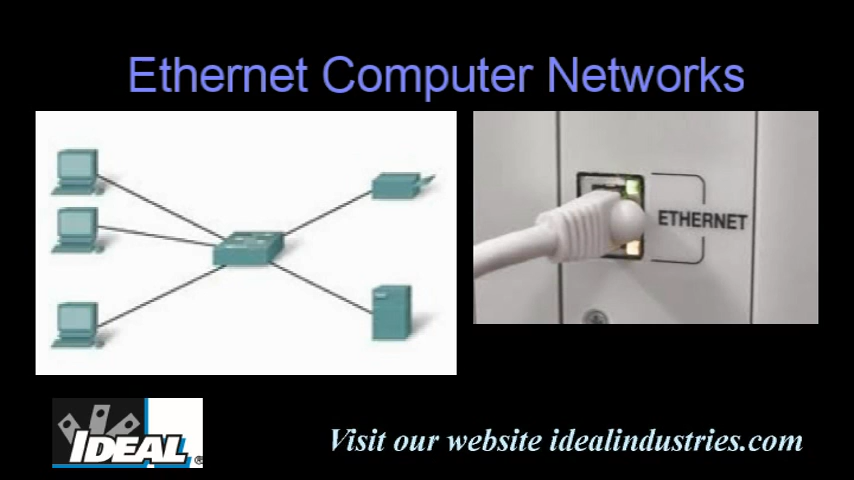 Ethernet Computer Networks
ETHERNET
IDEAL®
Visit our website idealindustries.com